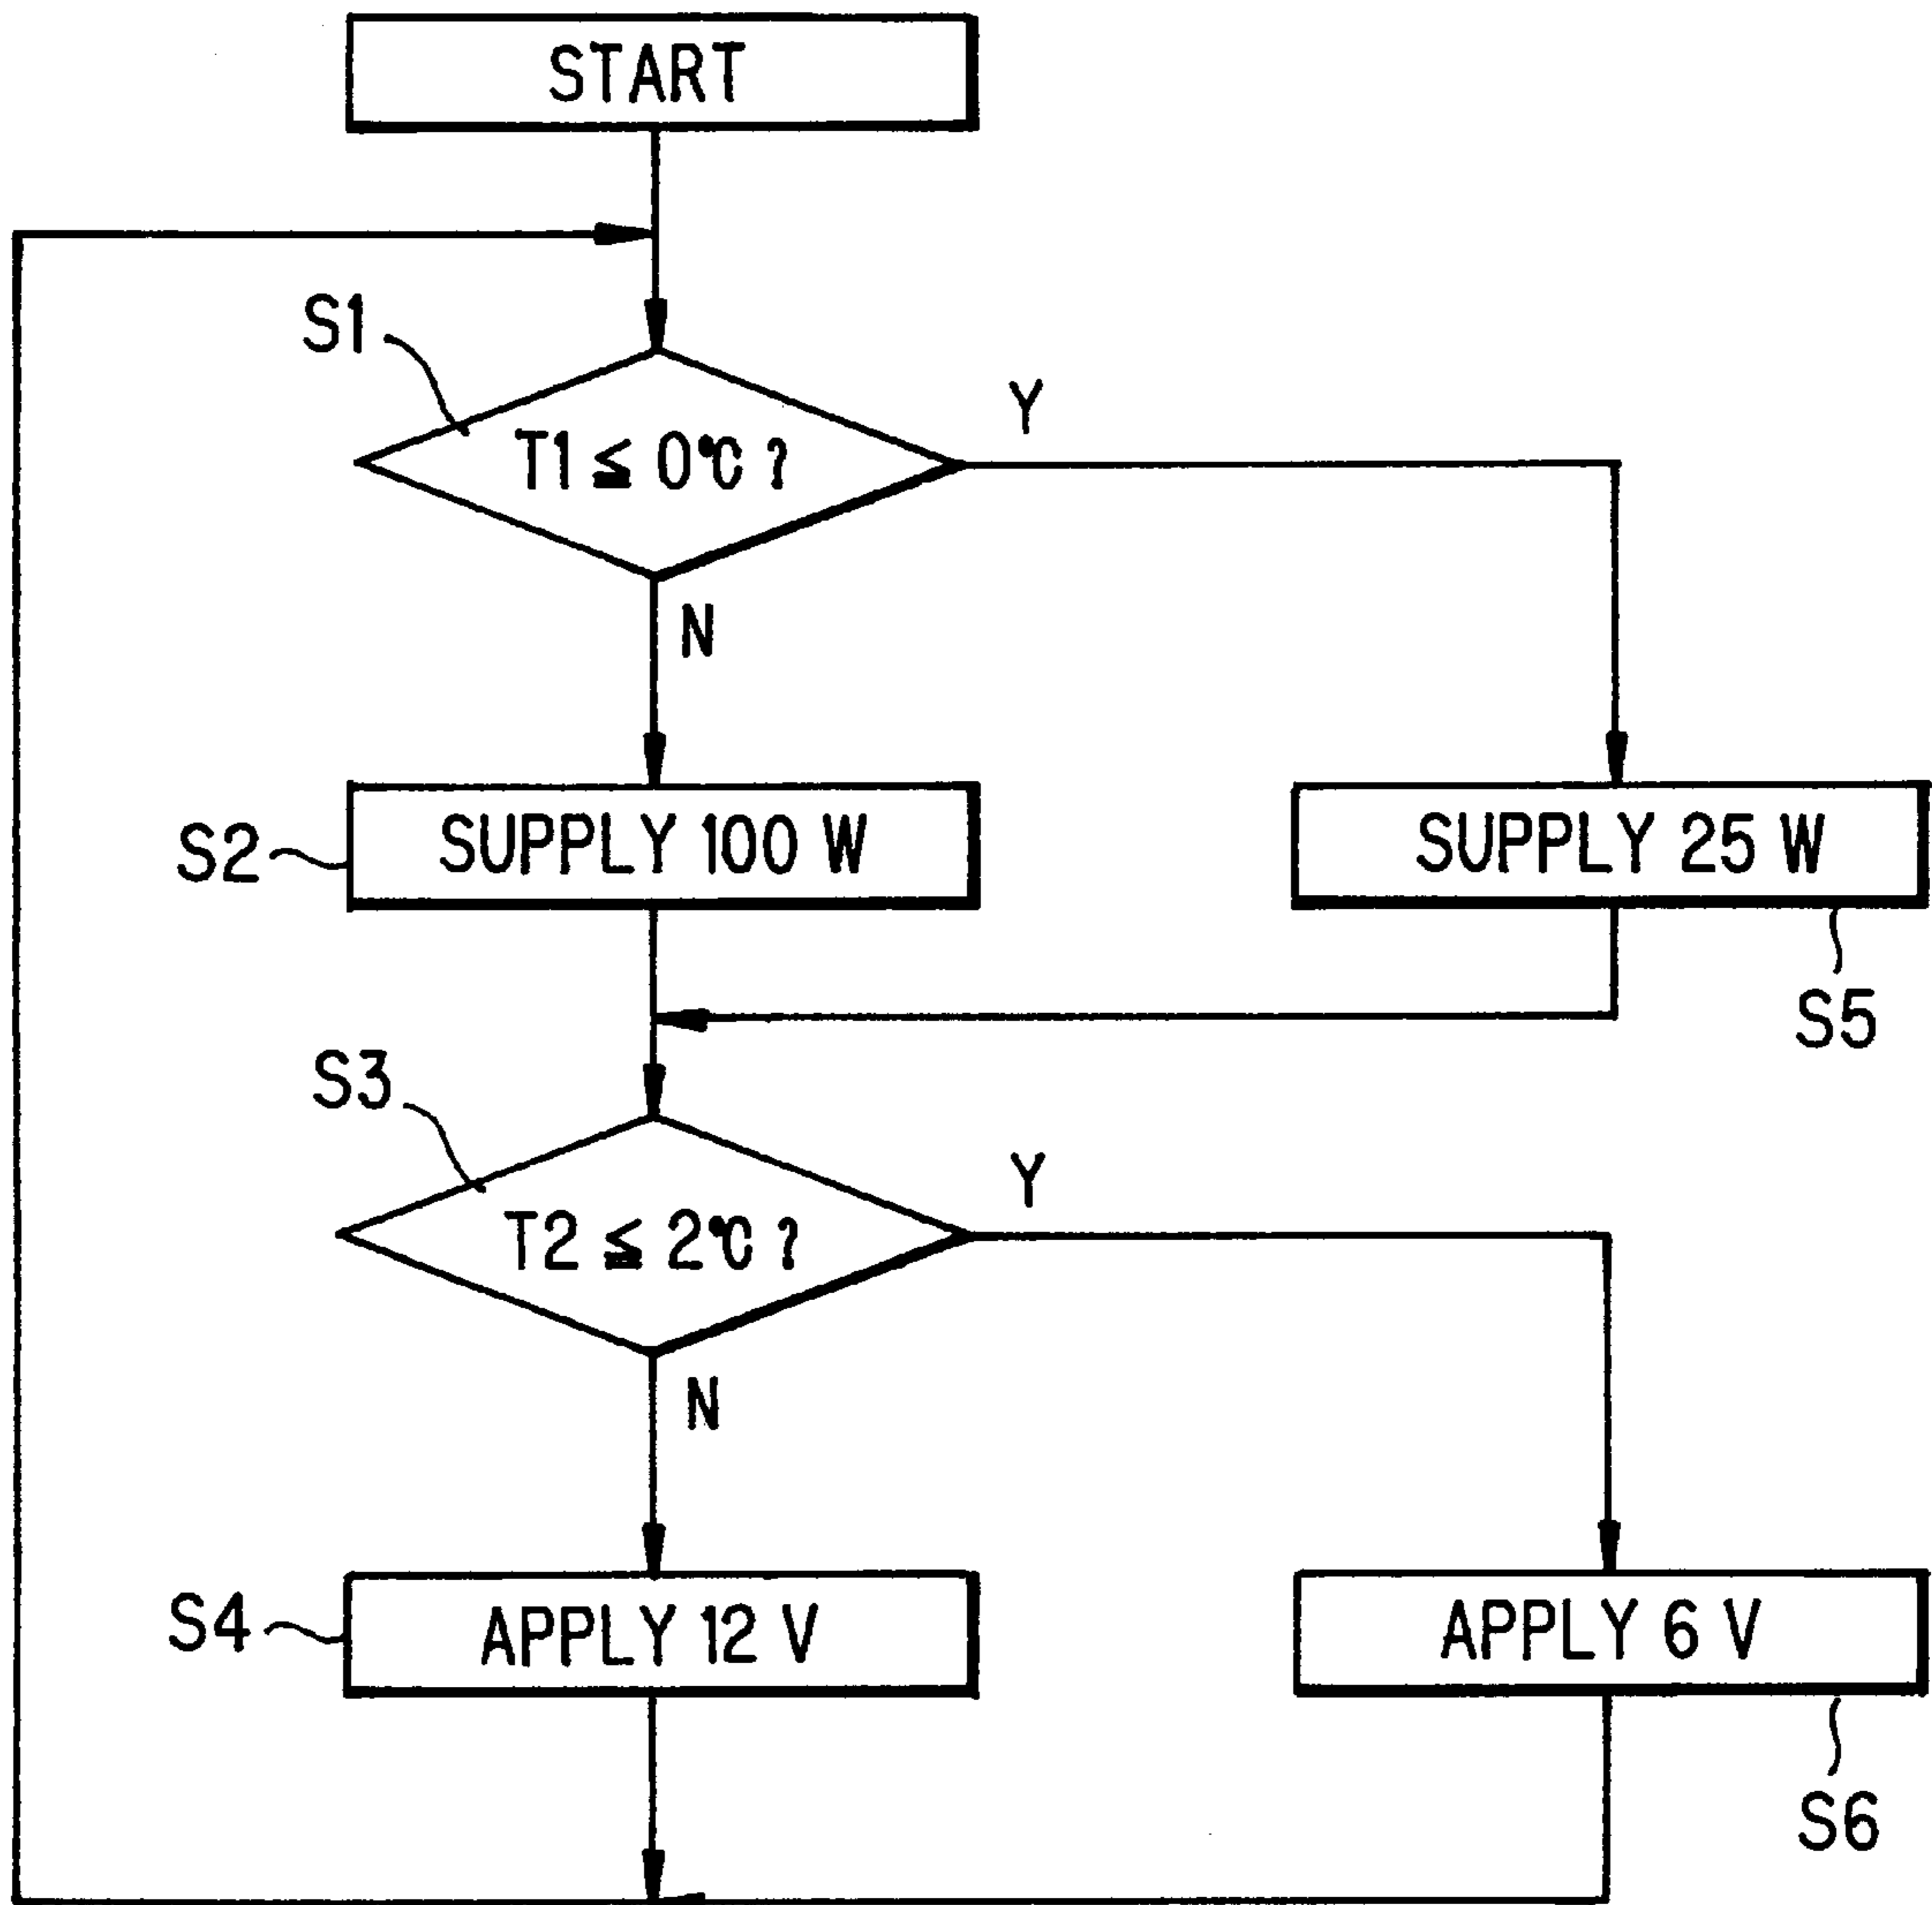 START
S1
T1 ≦ 0℃ ?
Y
N
S2
SUPPLY 100 W
SUPPLY 25 W
S5
S3
T2 ≦ 2℃ ?
Y
N
S4
APPLY 12 V
APPLY 6 V
S6